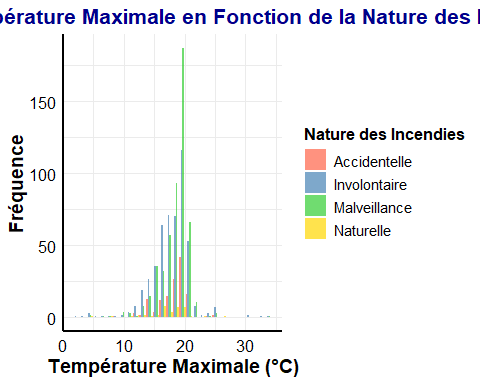 Température Maximale en Fonction de la Nature des
Fréquence
150
100
50
0
0
10
20
30
Température Maximale (°C)
Nature des Incendies
Accidentelle
Involontaire
Malveillance
Naturelle